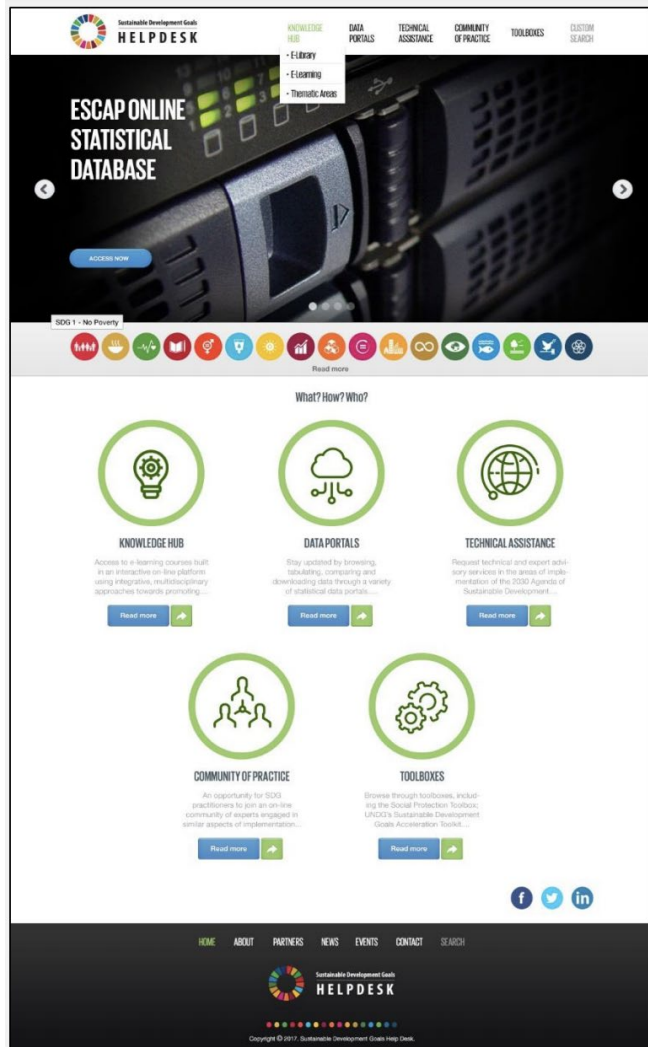 Sustainable Development Goals
HELPDESK
KNOWLEDGE
HUB
DATA
PORTALS
TECHNICAL
ASSISTANCE
COMMUNITY
OF PRACTICE
TOOLBOXES
CUSTOM
SEARCH
- E-Library
- E-Learning
- Thematic Areas
ESCAP ONLINE
STATISTICAL
DATABASE
ACCESS NOW
SDG 1 - No Poverty
Read more
What? How? Who?
KNOWLEDGE HUB
Access to e-learning courses built
in an interactive on-line platform
using integrative, multidisciplinary
approaches towards promoting...
Read more
DATA PORTALS
Stay updated by browsing,
tabulating, comparing and
downloading data through a variety
of statistical data portals....
Read more
TECHNICAL ASSISTANCE
Request technical and expert advi-
sory services in the areas of imple-
mentation of the 2030 Agenda of
Sustainable Development...
Read more
COMMUNITY OF PRACTICE
An opportunity for SDG
practitioners to join an on-line
community of experts engaged in
similar aspects of implementation...
Read more
TOOLBOXES
Browse through toolboxes, includ-
ing the Social Protection Toolbox;
UNDG's Sustainable Development
Goals Acceleration Toolkit...
Read more
HOME ABOUT PARTNERS NEWS EVENTS CONTACT SEARCH
Sustainable Development Goals
HELPDESK
Copyright © 2017. Sustainable Development Goals Help Desk.